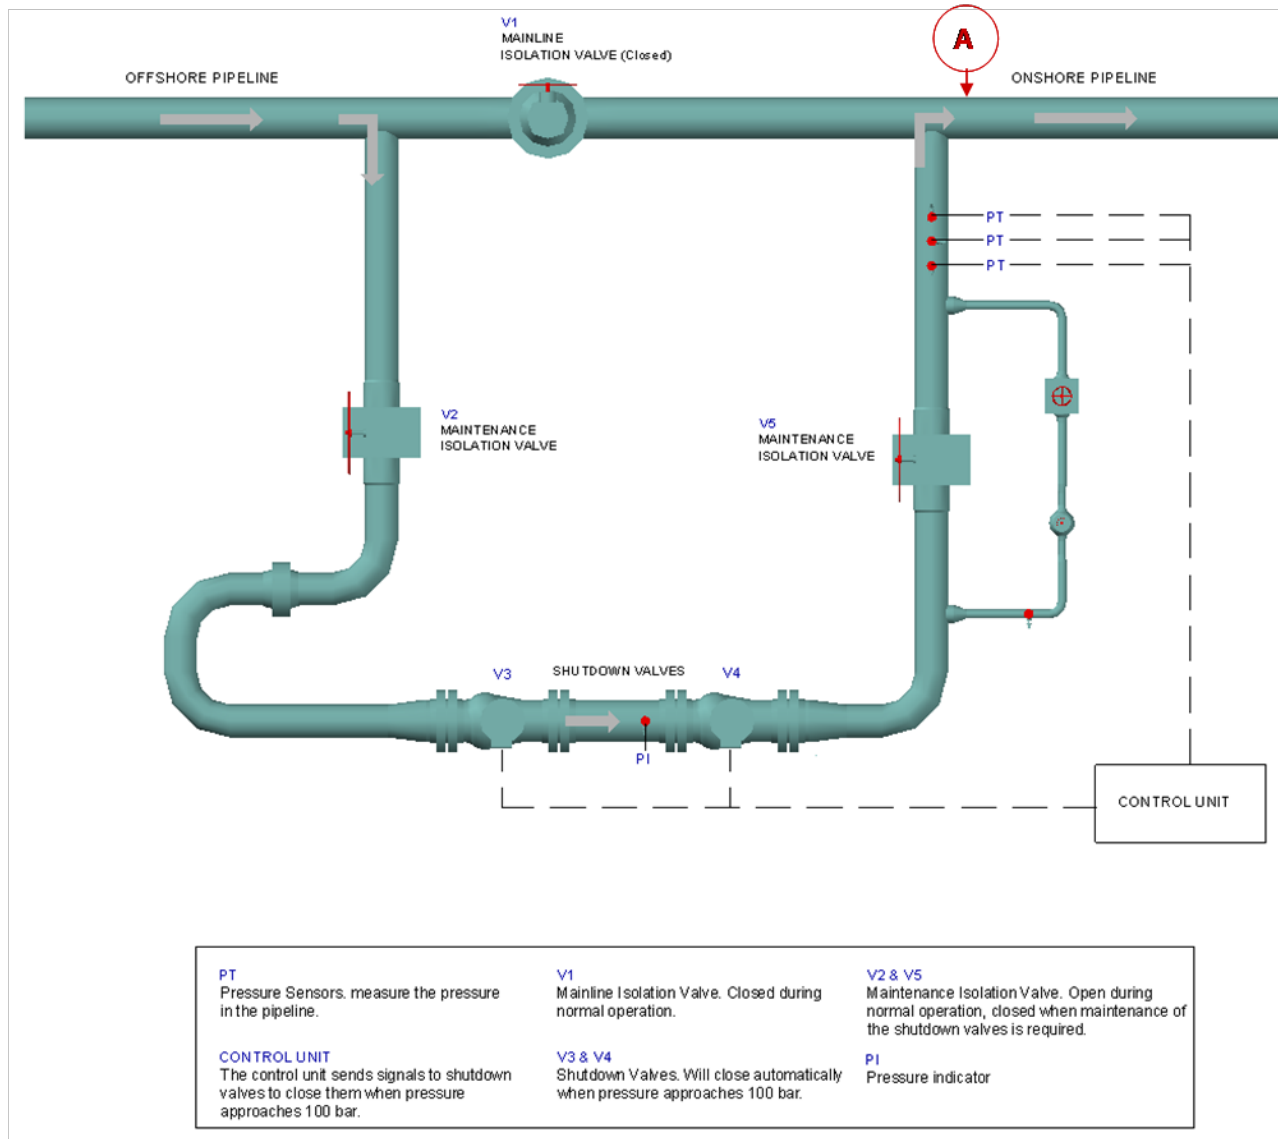 V1
MAINLINE
ISOLATION VALVE (Closed)
A
OFFSHORE PIPELINE
ONSHORE PIPELINE
PT
PT
PT
V2
MAINTENANCE
ISOLATION VALVE
V5
MAINTENANCE
ISOLATION VALVE
V3
SHUTDOWN VALVES
V4
PI
CONTROL UNIT
PT
Pressure Sensors. measure the pressure
in the pipeline.
V1
Mainline Isolation Valve. Closed during
normal operation.
V2 & V5
Maintenance Isolation Valve. Open during
normal operation, closed when maintenance of
the shutdown valves is required.
CONTROL UNIT
The control unit sends signals to shutdown
valves to close them when pressure
approaches 100 bar.
V3 & V4
Shutdown Valves. Will close automatically
when pressure approaches 100 bar.
PI
Pressure indicator